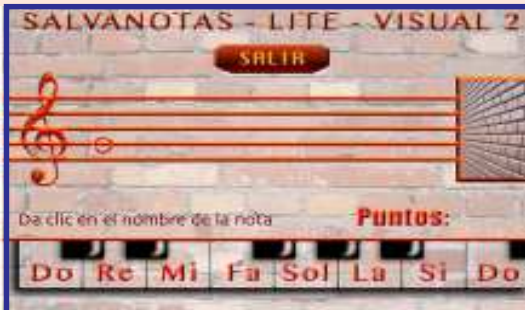 SALVANOTAS - LITE - VISUAL 2
SALIR
Da clic en el nombre de la nota
Puntos:
Do Re Mi Fa Sol La Si Do